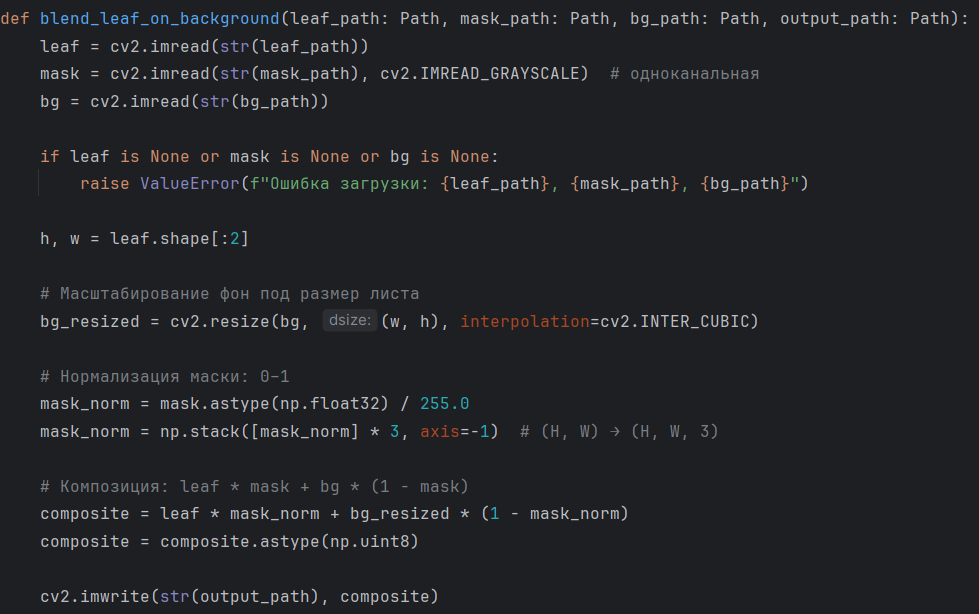 def blend_leaf_on_background(leaf_path: Path, mask_path: Path, bg_path: Path, output_path: Path):
    leaf = cv2.imread(str(leaf_path))
    mask = cv2.imread(str(mask_path), cv2.IMREAD_GRAYSCALE)  # одноканальная
    bg = cv2.imread(str(bg_path))

    if leaf is None or mask is None or bg is None:
        raise ValueError(f"Ошибка загрузки: {leaf_path}, {mask_path}, {bg_path}")

    h, w = leaf.shape[:2]

    # Масштабирование фон под размер листа
    bg_resized = cv2.resize(bg, dsize: (w, h), interpolation=cv2.INTER_CUBIC)

    # Нормализация маски: 0–1
    mask_norm = mask.astype(np.float32) / 255.0
    mask_norm = np.stack([mask_norm] * 3, axis=-1)  # (H, W) → (H, W, 3)

    # Композиция: leaf * mask + bg * (1 - mask)
    composite = leaf * mask_norm + bg_resized * (1 - mask_norm)
    composite = composite.astype(np.uint8)

    cv2.imwrite(str(output_path), composite)